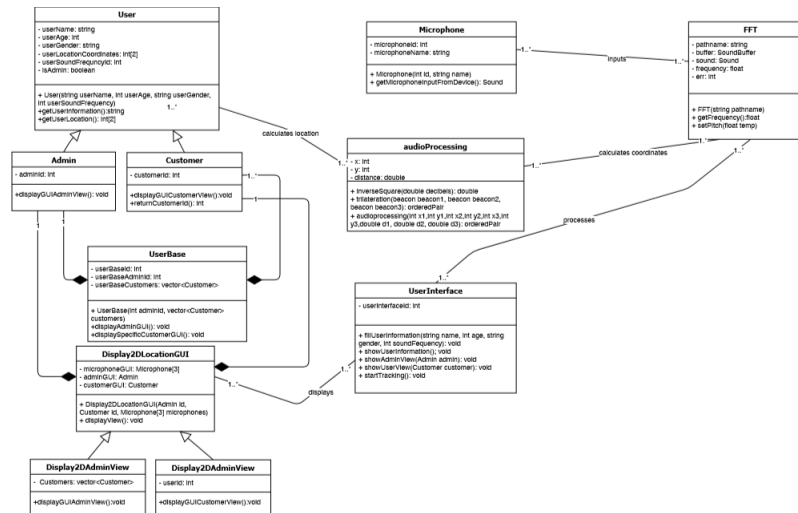 User
- userName: string
- userAge: int
- userGender: string
- userLocationCoordinates: int[2]
- userSoundFrequncyId: int
- isAdmin: boolean
+ User(string userName, int userAge, string userGender,
int userSoundFrequency)
+getUserInformation():string
+getUserLocation(): int[2]
1..*
Microphone
- microphoneId: int
- microphoneName: string
+ Microphone(int id, string name)
+ getMicrophoneInputFromDevice(): Sound
1..*
inputs
1..*
FFT
- pathname: string
- buffer: SoundBuffer
- sound: Sound
- frequency: float
- err: int
+ FFT(string pathname)
+ getFrequency():float
+ setPitch(float temp)
1..*
1..*
calculates location
1..*
audioProcessing
- x: int
- y: int
- distance: double
+ InverseSquare(double decibels): double
+ trilateration(beacon beacon1, beacon beacon2,
beacon beacon3): orderedPair
+ audioprocessing(int x1,int y1,int x2,int y2,int x3,int
y3,double d1, double d2, double d3): orderedPair
1..*
calculates coordinates
Admin
- adminId: int
+displayGUIAdminView(): void
1
1
Customer
- customerId: int
+displayGUICustomerView():void
+ returnCustomerId(): int
1..*
1
processes
UserBase
- userBaseId: int
- userBaseAdminId: int
- userBaseCustomers: vector<Customer>
+ UserBase(int adminId, vector<Customer>
customers)
+displayAdminGUI(): void
+displaySpecificCustomerGUI(): void
1..*
UserInterface
- userInterfaceId: int
+ fillUserInformation(string name, int age, string
gender, int soundFequency): void
+ showUserInformation(); void
+ showAdminView(Admin admin): void
+ showUserView(Customer customer): void
+ startTracking(): void
1..*
Display2DLocationGUI
- microphoneGUI: Microphone[3]
- adminGUI: Admin
- customerGUI: Customer
+ Display2DLocationGUI(Admin id,
Customer id, Microphone[3] microphones)
+ displayView(): void
1..*
displays
Display2DAdminView
- Customers: vector<Customer>
+displayGUIAdminView():void
Display2DAdminView
- userId: int
+displayGUICustomerView():void